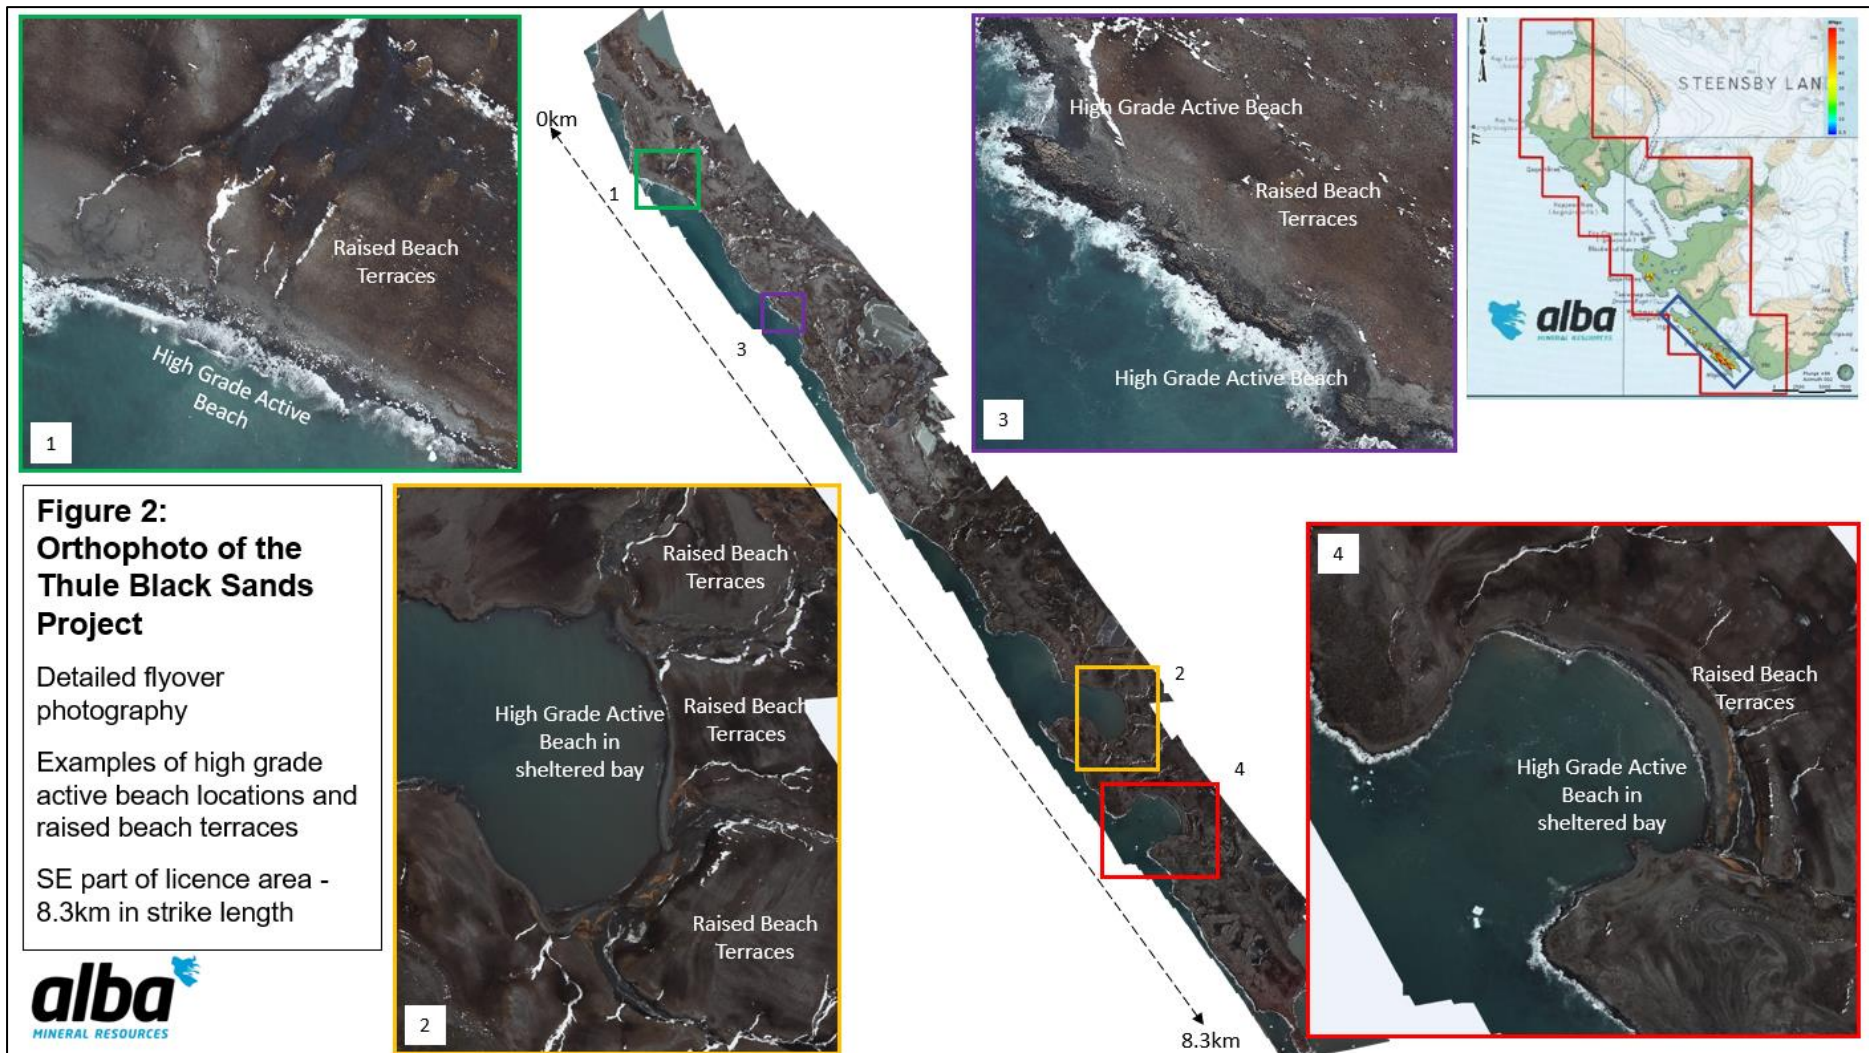 Raised Beach
Terraces
High Grade Active
Beach
1
0km
1
3
2
4
8.3km
High Grade Active Beach
Raised Beach
Terraces
High Grade Active Beach
3
N
STEENSBY LAN
77°
alba
MINERAL RESOURCES
Figure 2:
Orthophoto of the
Thule Black Sands
Project
Detailed flyover
photography
Examples of high grade
active beach locations and
raised beach terraces
SE part of licence area -
8.3km in strike length
alba
MINERAL RESOURCES
Raised Beach
Terraces
High Grade Active
Beach in
sheltered bay
Raised Beach
Terraces
Raised Beach
Terraces
2
4
Raised Beach
Terraces
High Grade Active
Beach in
sheltered bay